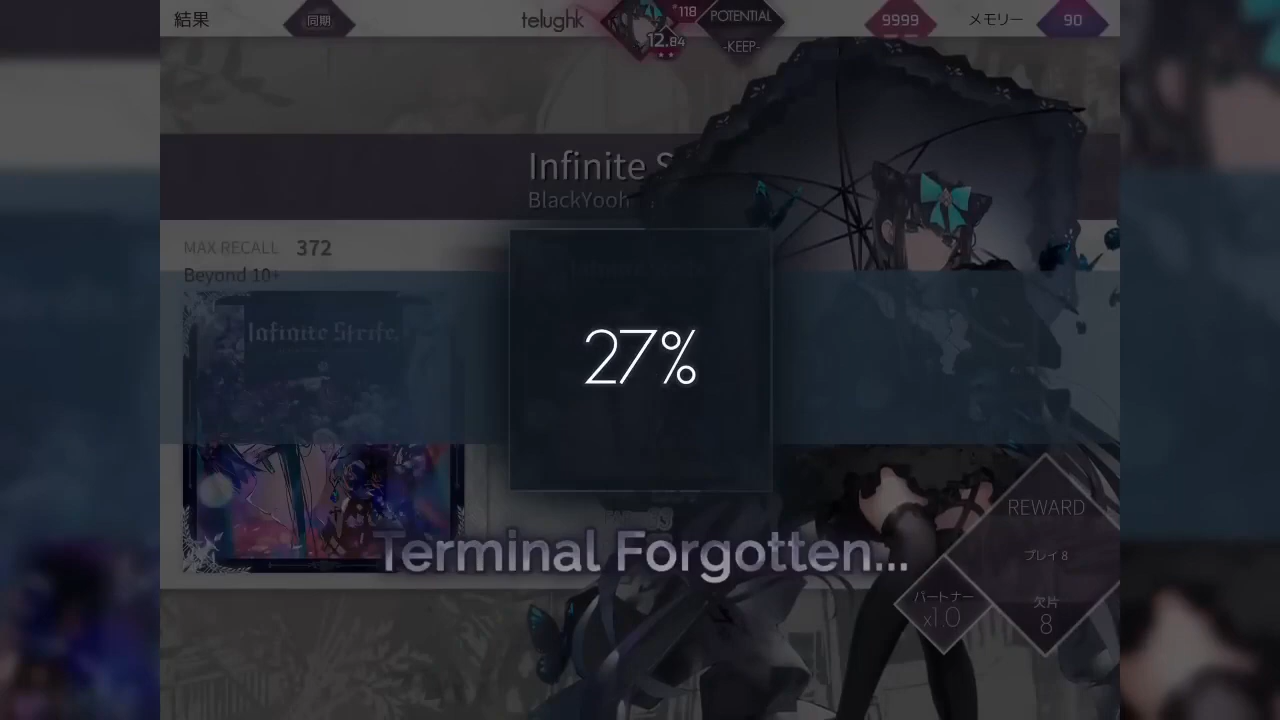 結果
同期
telughk
118
12.84
POTENTIAL
-KEEP-
9999
メモリー
90
Infinite S
BlackYooh
MAX RECALL 372
Beyond 10+
Infinite Strife,
27%
Terminal Forgotten...
REWARD
プレイ 8
パートナー
x1.0
欠片
8